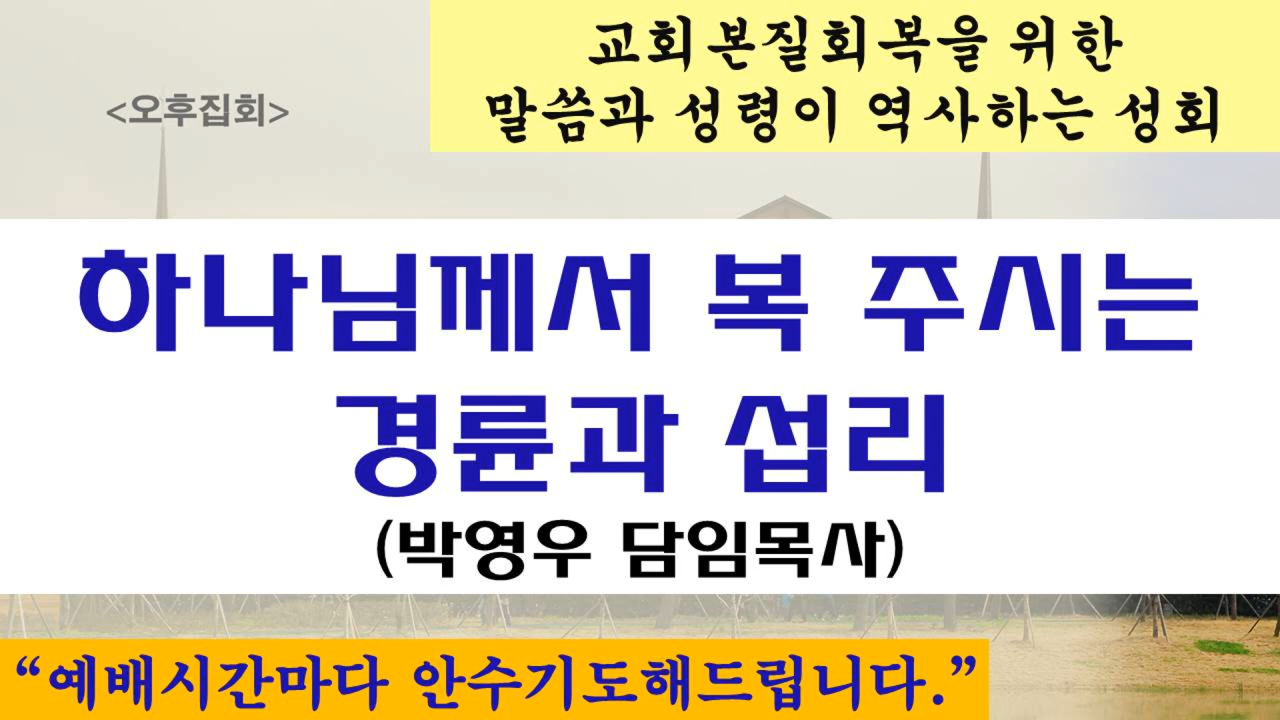 교회본질회복을 위한
말씀과 성령이 역사하는 성회
<오후집회>
하나님께서 복 주시는
경륜과 섭리
(박영우 담임목사)
“예배시간마다 안수기도해드립니다.”